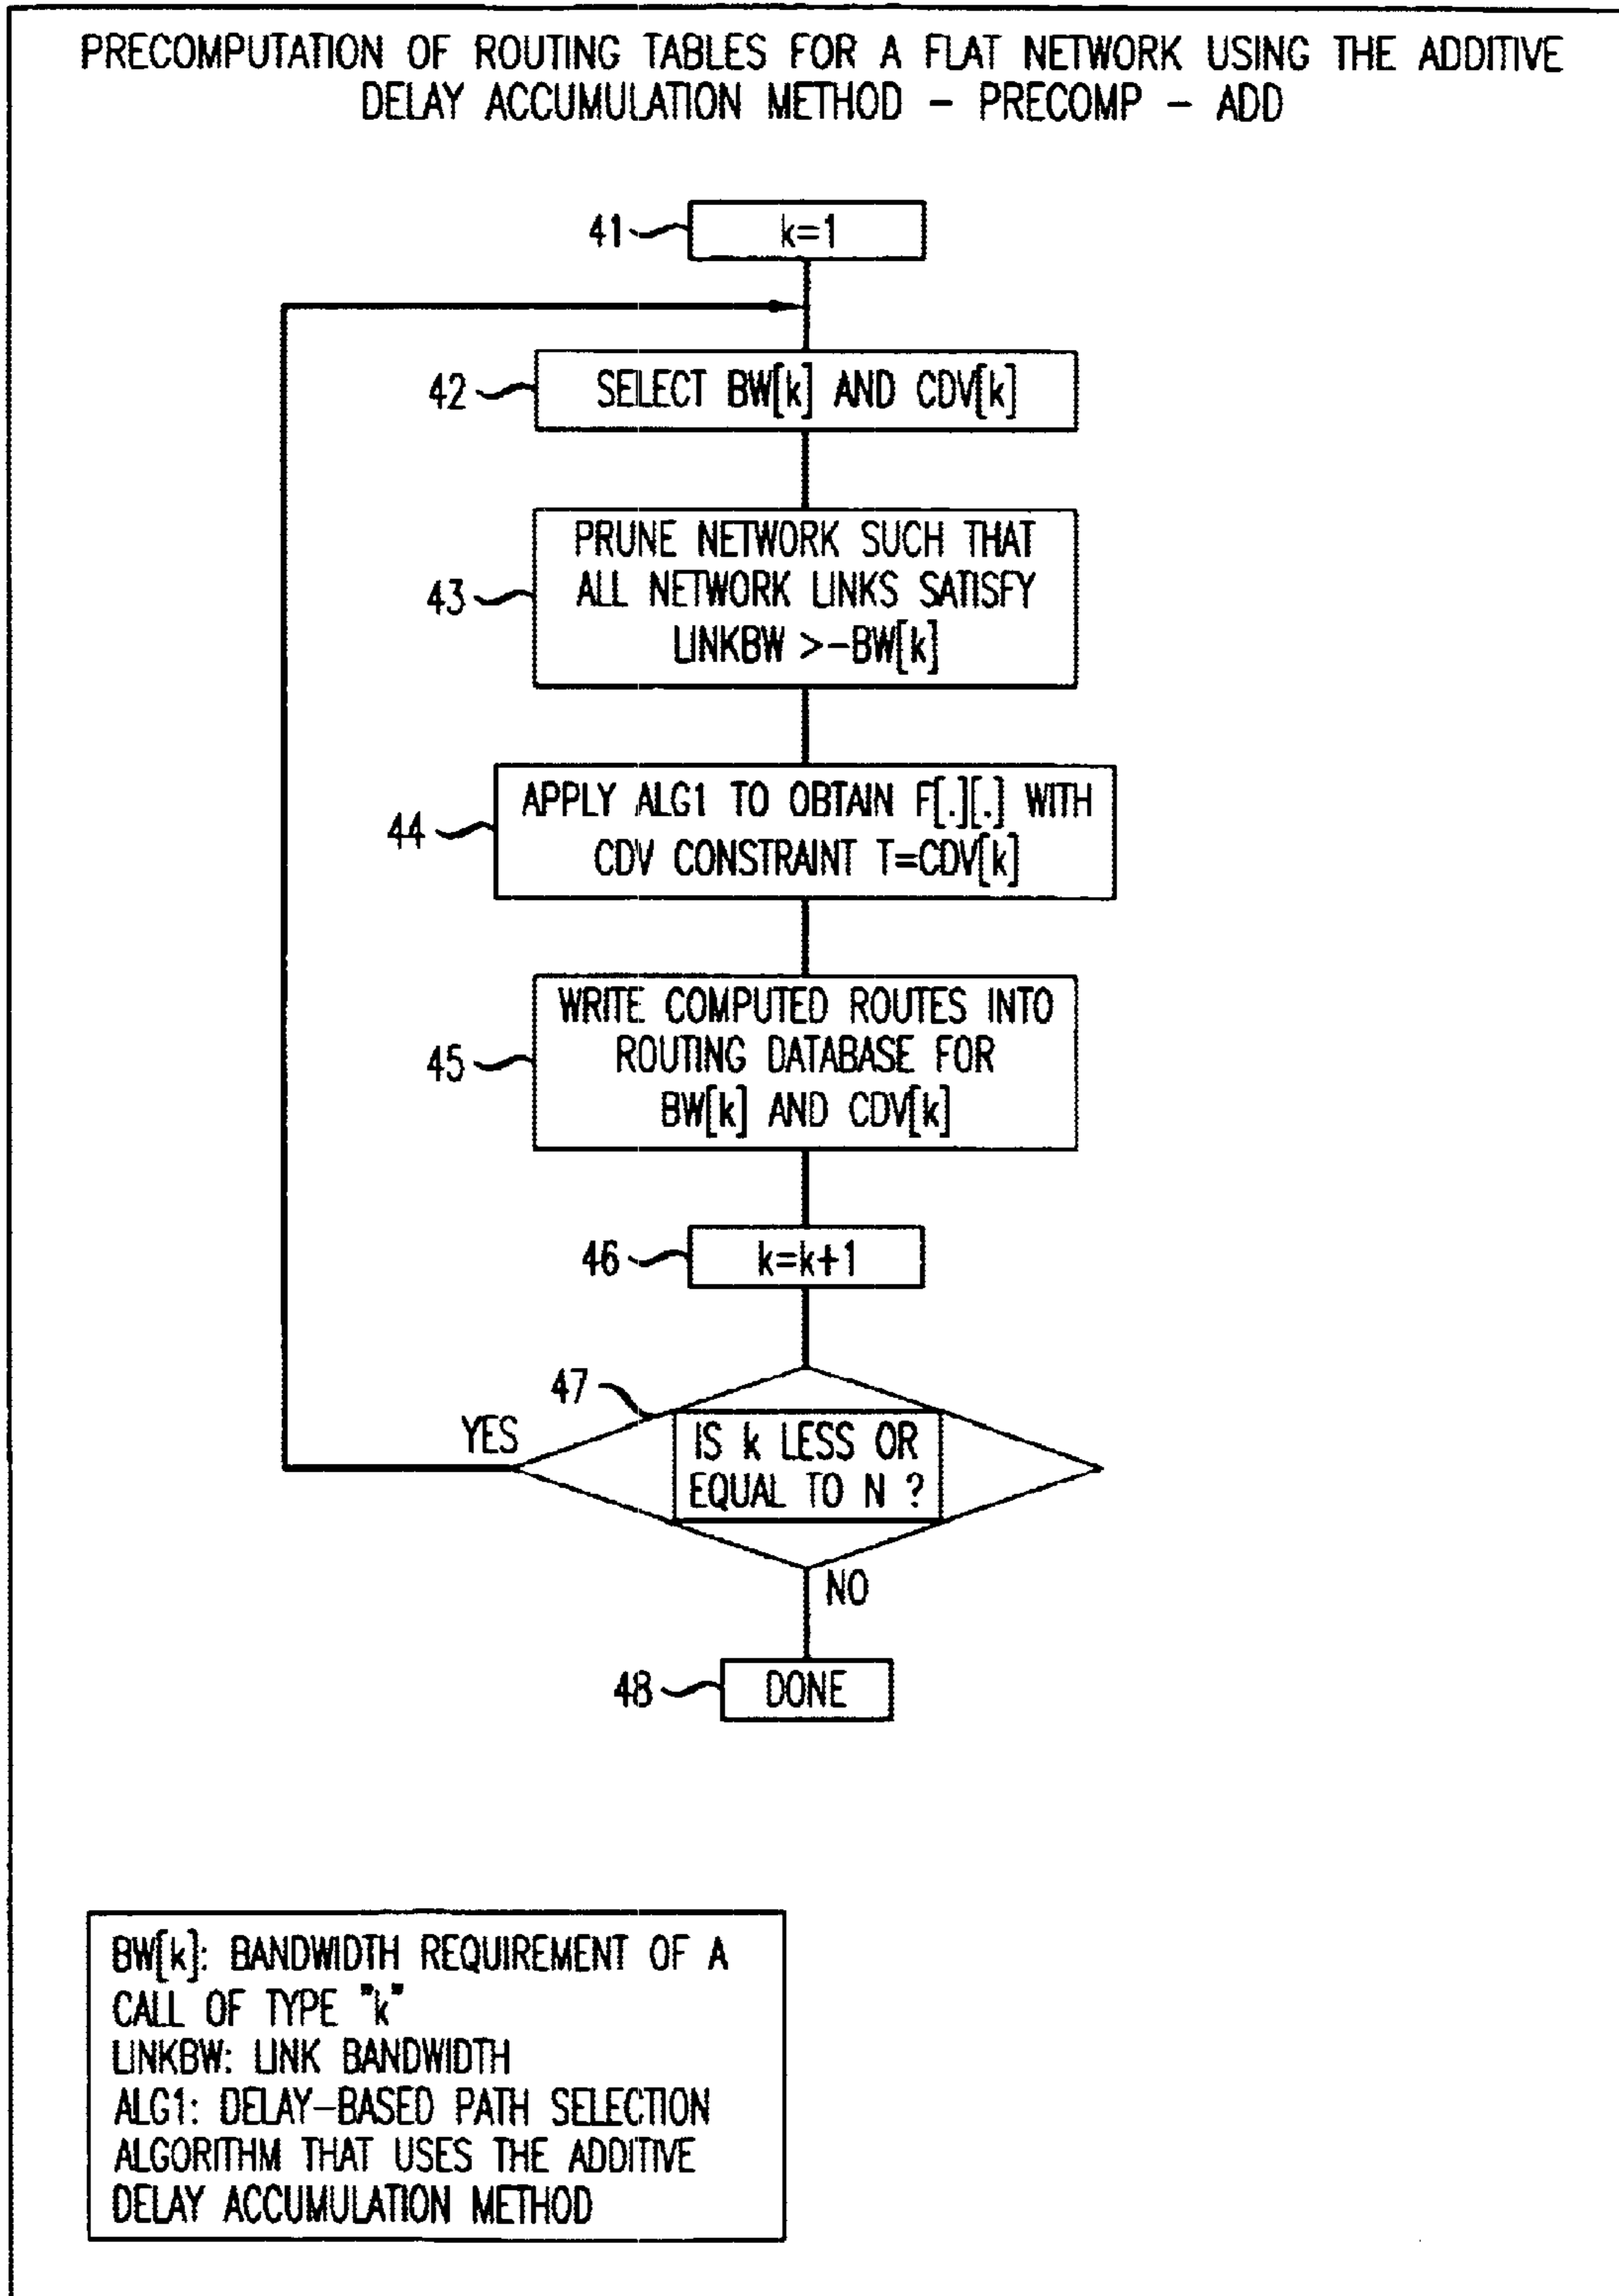 PRECOMPUTATION OF ROUTING TABLES FOR A FLAT NETWORK USING THE ADDITIVE
DELAY ACCUMULATION METHOD - PRECOMP - ADD
41
k=1
42
SELECT BW[k] AND CDV[k]
43
PRUNE NETWORK SUCH THAT
ALL NETWORK LINKS SATISFY
LINKBW >-BW[k]
44
APPLY ALG1 TO OBTAIN F[.][.] WITH
CDV CONSTRAINT T=CDV[k]
45
WRITE COMPUTED ROUTES INTO
ROUTING DATABASE FOR
BW[k] AND CDV[k]
46
k=k+1
47
YES
IS k LESS OR
EQUAL TO N ?
NO
48
DONE
BW[k]: BANDWIDTH REQUIREMENT OF A
CALL OF TYPE "k"
LINKBW: LINK BANDWIDTH
ALG1: DELAY-BASED PATH SELECTION
ALGORITHM THAT USES THE ADDITIVE
DELAY ACCUMULATION METHOD